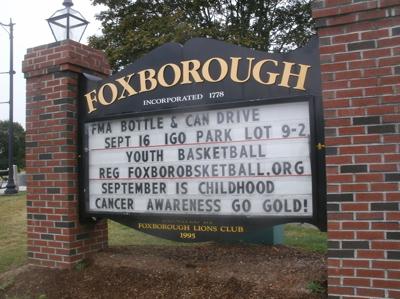 FOXBOROUGH
INCORPORATED 1778
FMA BOTTLE & CAN DRIVE
SEPT 16 IGO PARK LOT 9-2
YOUTH BASKETBALL
REG FOXBOROBSKETBALL.ORG
SEPTEMBER IS CHILDHOOD
CANCER AWARENESS GO GOLD!
FOXBOROUGH LIONS CLUB
1995